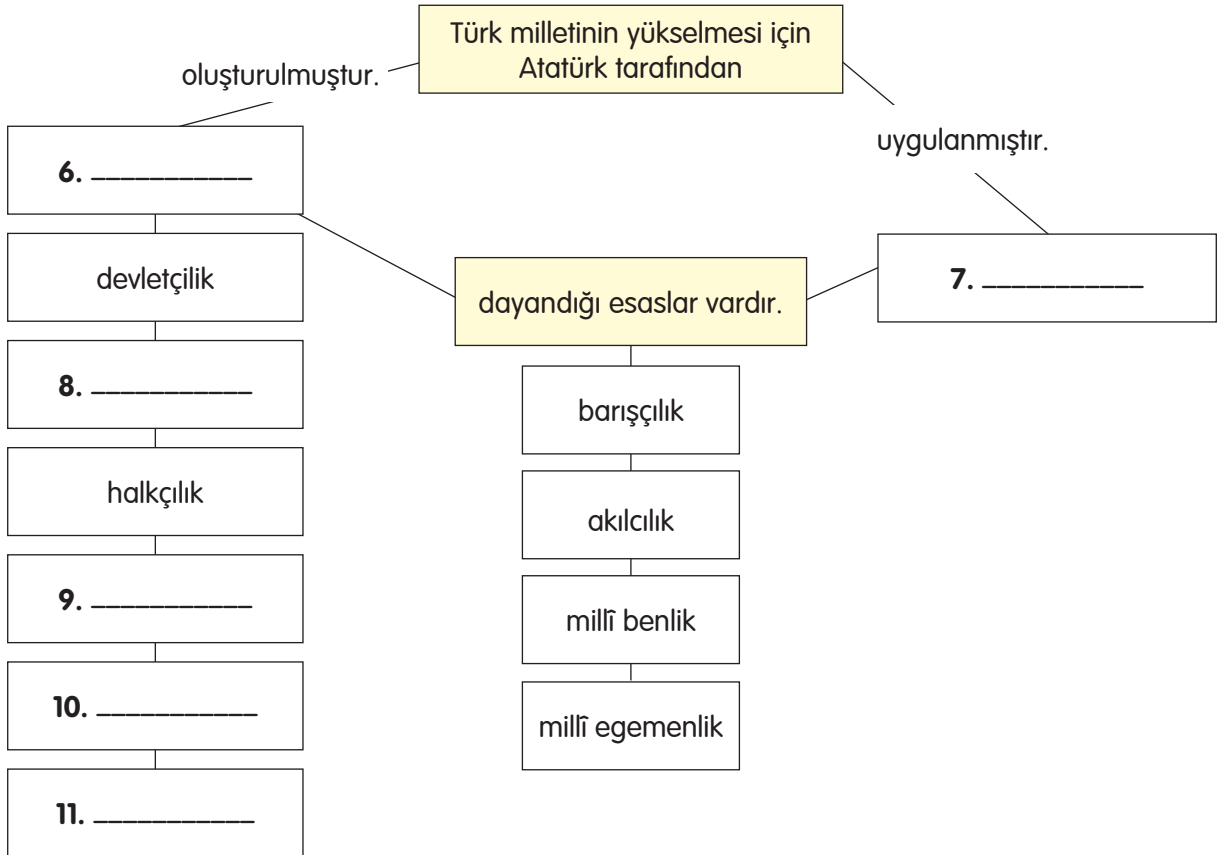 Türk milletinin yükselmesi için
Atatürk tarafından
oluşturulmuştur.
uygulanmıştır.
6. ___________
7. ___________
devletçilik
dayandığı esaslar vardır.
8. ___________
barışçılık
halkçılık
akılcılık
9. ___________
millî benlik
10. ___________
millî egemenlik
11. ___________